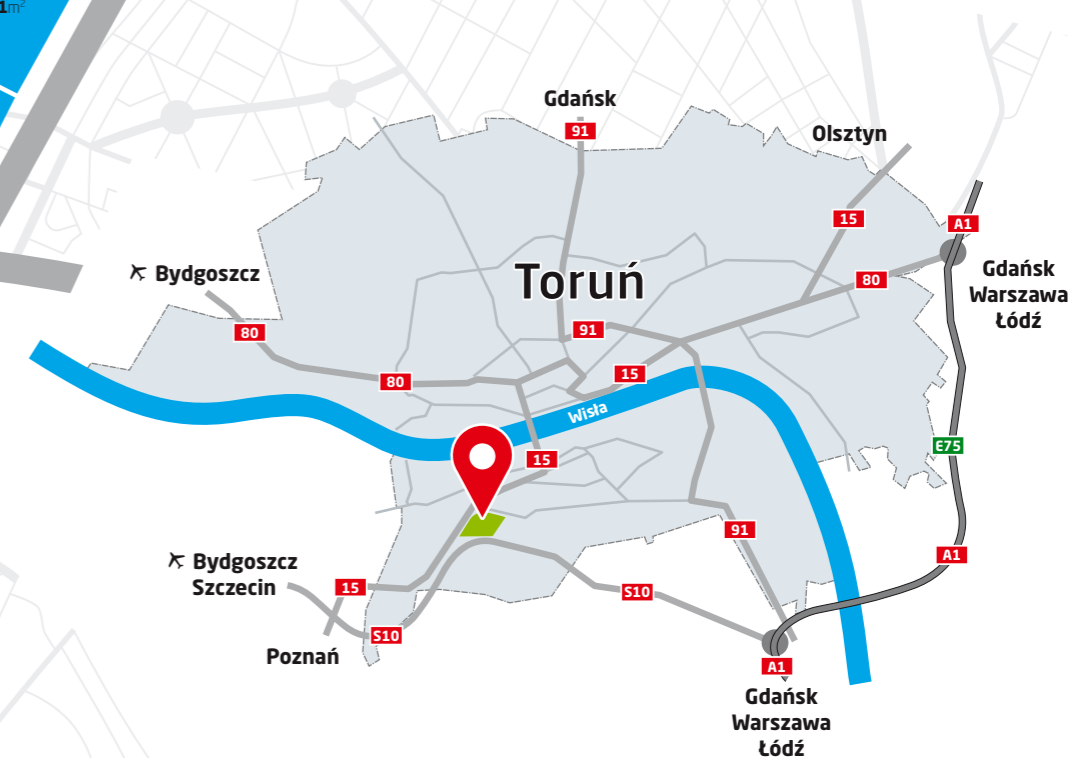 1m²
Gdańsk
91
Olsztyn
15
A1
Bydgoszcz
Toruń
80
Gdańsk
Warszawa
Łódź
80
91
15
80
Wisła
E75
15
91
A1
Bydgoszcz
Szczecin
15
S10
S10
Poznań
A1
Gdańsk
Warszawa
Łódź